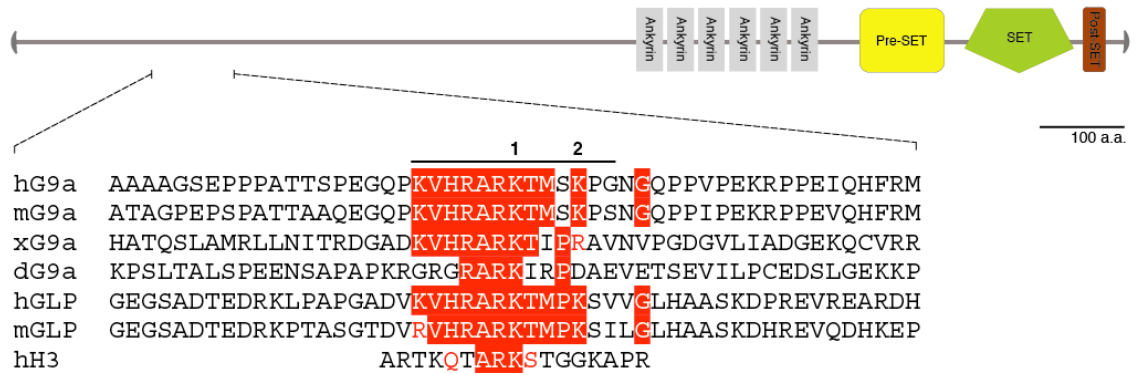 Ankyrin Ankyrin Ankyrin Ankyrin Ankyrin Ankyrin Pre-SET SET Post-SET
100 a.a.
1 2
hG9a AAAAGSEPPPATTSPEGQPKVHRARKTMSKPGNGQPPVPEKRPPEIQHFRM
mG9a ATAGPEPSPATTAAQEGQPKVHRARKTMSKPSNGQPPIPEKRPPEVQHFRM
xG9a HATQSLAMRLLNITRDGADKVHRARKTIPRAVNVPGDGVLIADGEKQCVRR
dG9a KPSLTALSPEENSAPAPKRGRGRARKIRPDAEVETSEVILPCEDSLGEKKP
hGLP GEGSADTEDRKLPAPGADVKVHRARKTMPKSVVGLHAASKDPREVREARDH
mGLP GEGSADTEDRKPTASGTDVRVHRARKTMPKSILGLHAASKDHREVQDHKEP
hH3 ARTKQTARKSTGGKAPR